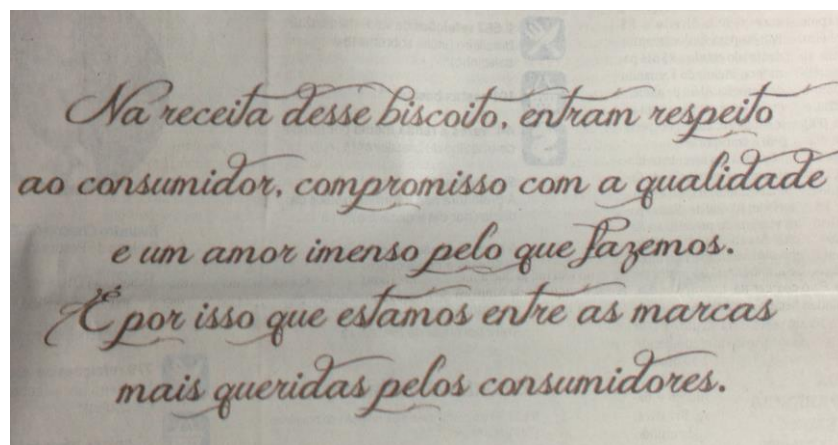 Na receita desse biscoito, entram respeito
ao consumidor, compromisso com a qualidade
e um amor imenso pelo que fazemos.
É por isso que estamos entre as marcas
mais queridas pelos consumidores.